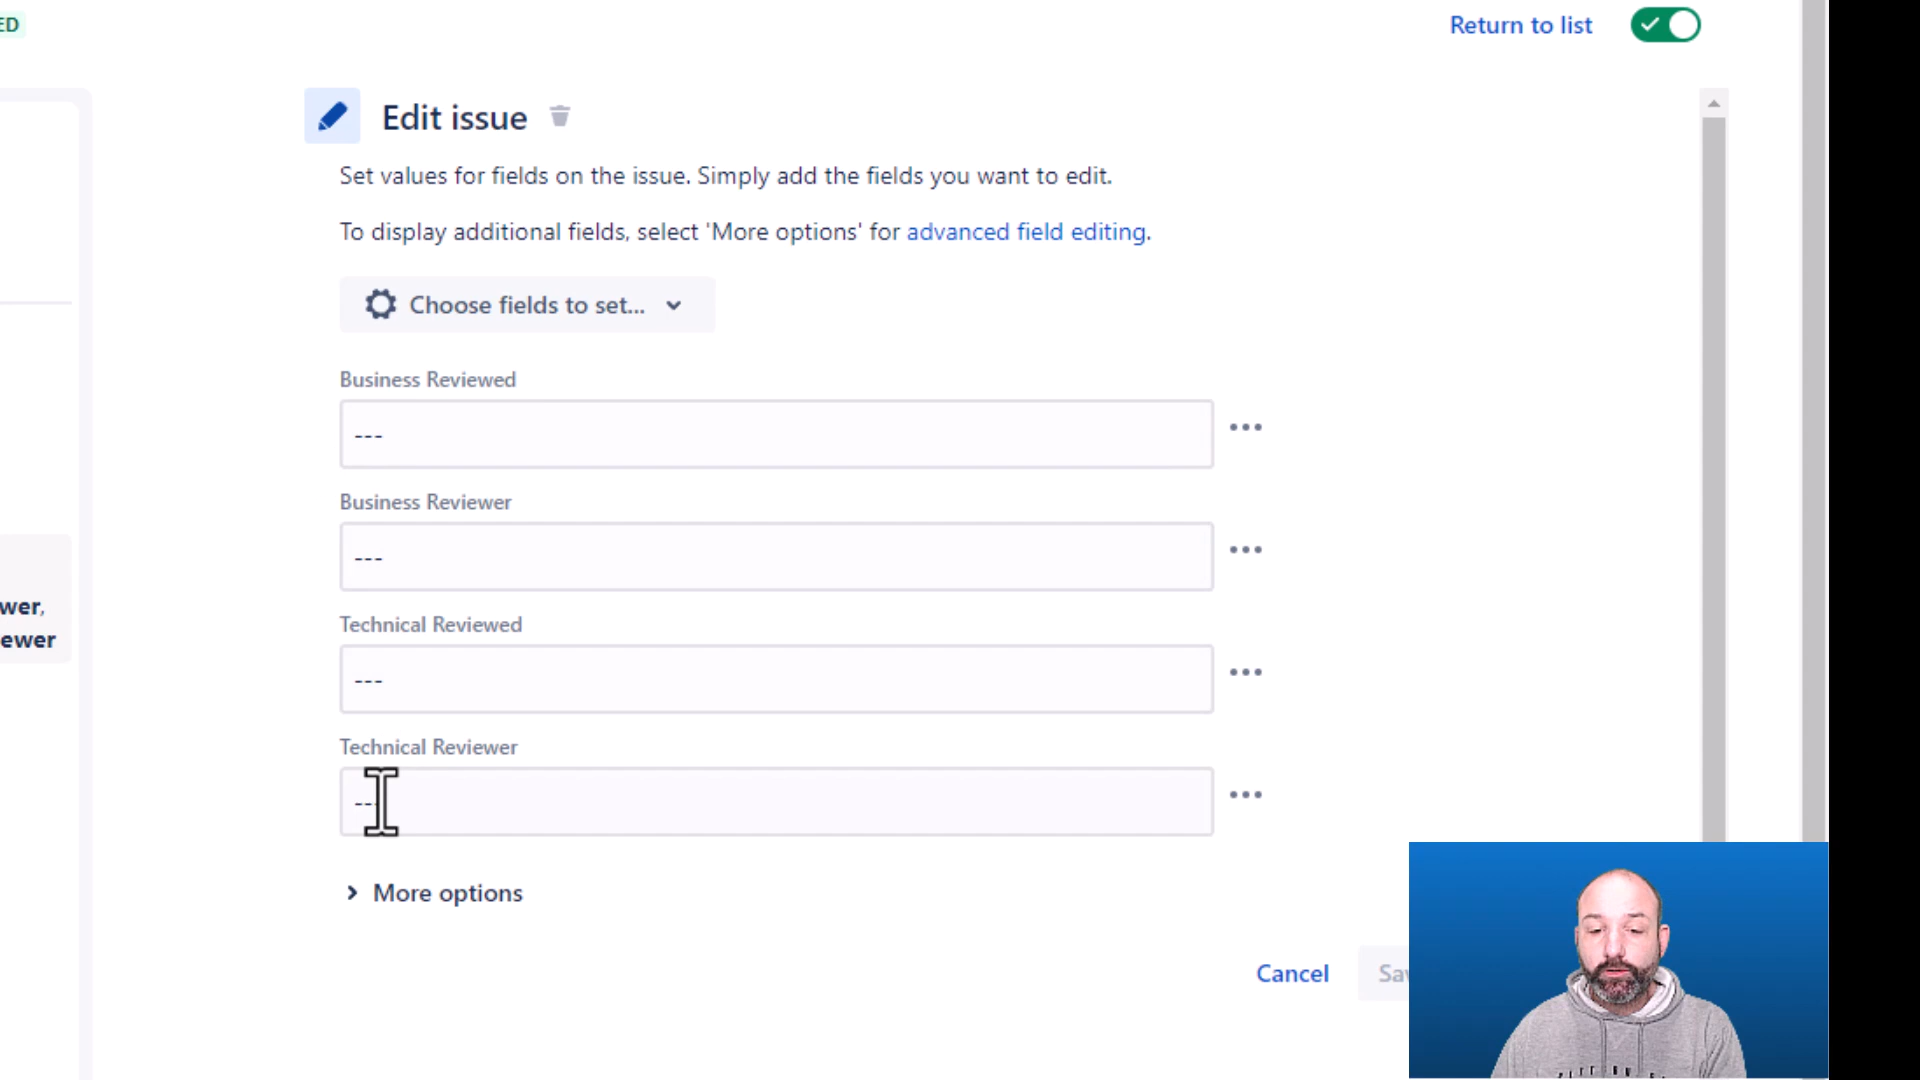 ED
Return to list
Edit issue
Set values for fields on the issue. Simply add the fields you want to edit.
To display additional fields, select 'More options' for advanced field editing.
Choose fields to set...
Business Reviewed
---
Business Reviewer
---
wer,
ewer
Technical Reviewed
---
Technical Reviewer
---
More options
Cancel
Sav